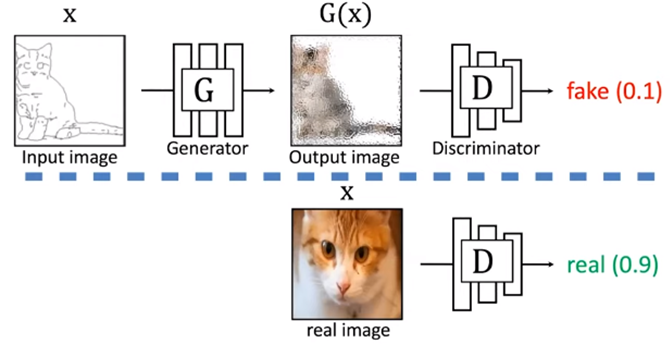 x
G(x)
G
D
fake (0.1)
Input image
Generator
Output image
Discriminator
x
D
real (0.9)
real image